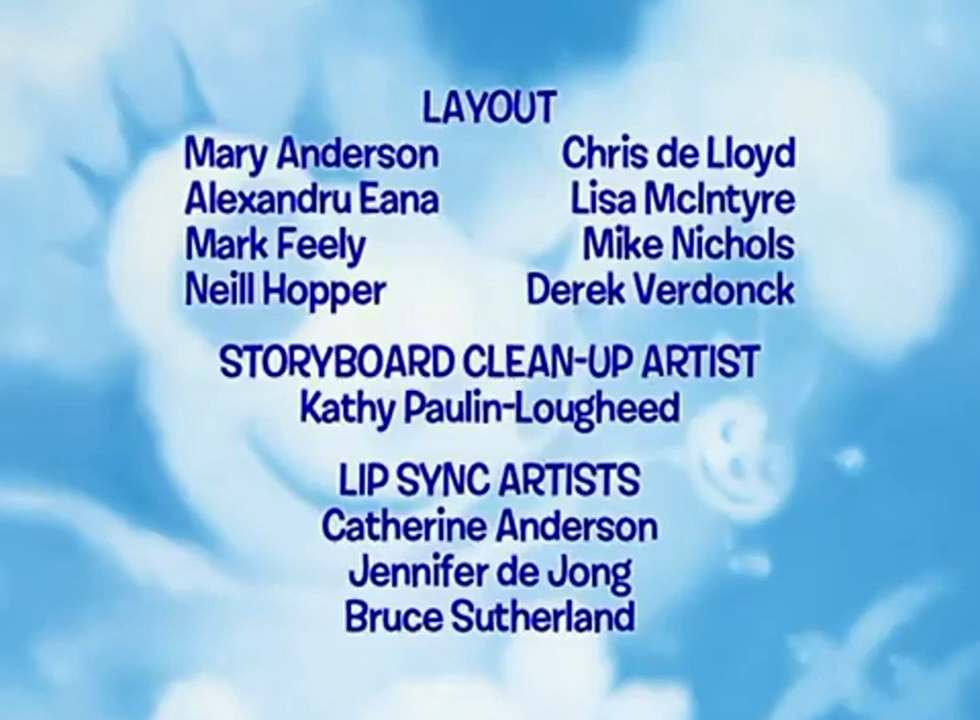 LAYOUT
Mary Anderson Chris de Lloyd
Alexandru Eana Lisa McIntyre
Mark Feely Mike Nichols
Neill Hopper Derek Verdonck
STORYBOARD CLEAN-UP ARTIST
Kathy Paulin-Lougheed
LIP SYNC ARTISTS
Catherine Anderson
Jennifer de Jong
Bruce Sutherland